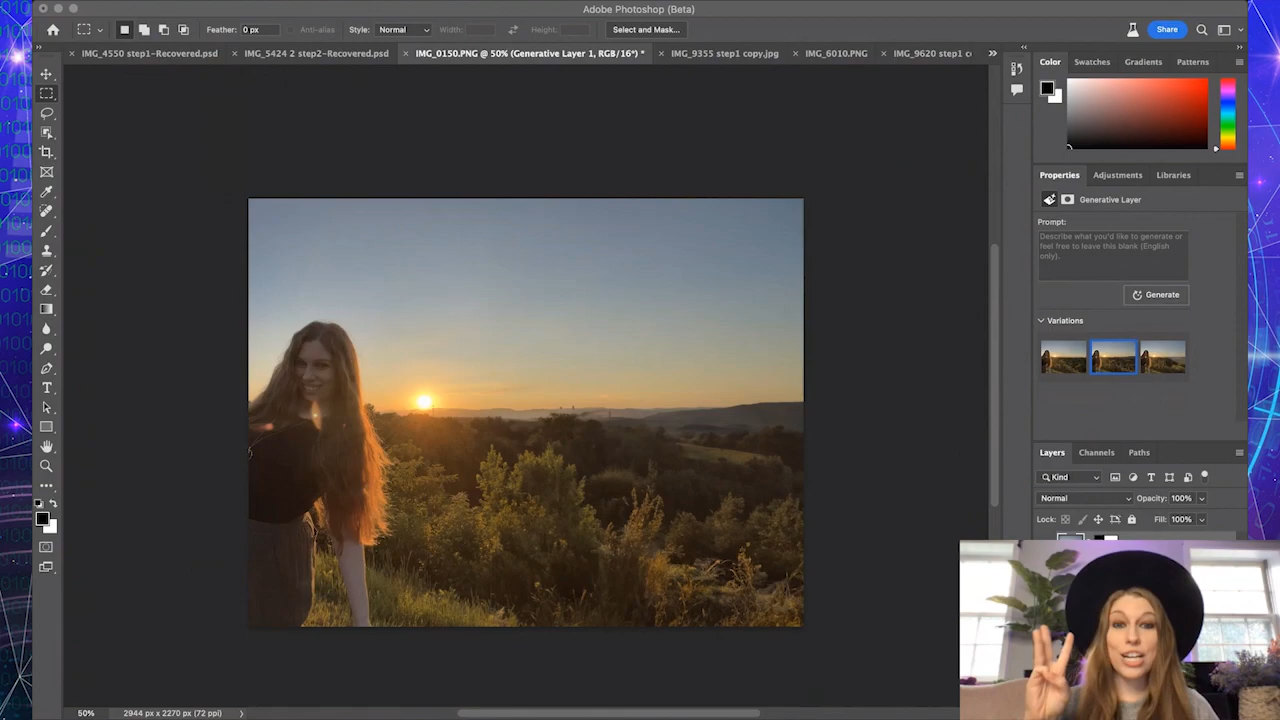 Adobe Photoshop (Beta)
Feather: 0 px Anti-alias Style: Normal Width: Height: Select and Mask... Share
IMG_4550 step1-Recovered.psd IMG_5424 2 step2-Recovered.psd IMG_0150.PNG @ 50% (Generative Layer 1, RGB/16*) * IMG_9355 step1 copy.jpg IMG_6010.PNG IMG_9620 step1 c
Color Swatches Gradients Patterns
Properties Adjustments Libraries
Generative Layer
Prompt:
Describe what you'd like to generate or
feel free to leave this blank (English
only).
Generate
Variations
Layers Channels Paths
Kind
Normal Opacity: 100%
Lock: Fill: 100%
50% 2944 px x 2270 px (72 ppi)